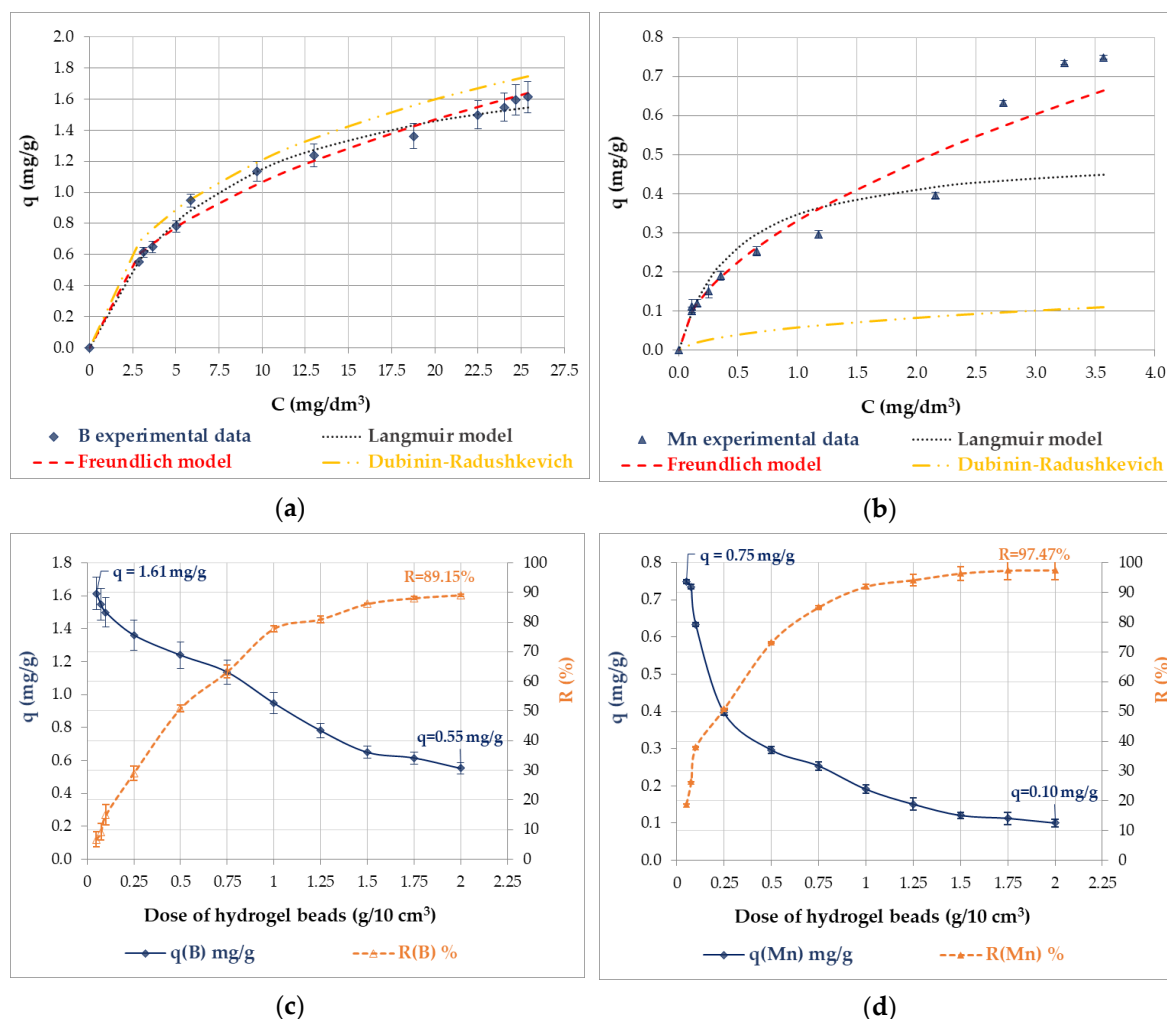 q (mg/g)
2.0
1.8
1.6
1.4
1.2
1.0
0.8
0.6
0.4
0.2
0.0
0 2.5 5 7.5 10 12.5 15 17.5 20 22.5 25 27.5
C (mg/dm³)
B experimental data Langmuir model
Freundlich model Dubinin-Radushkevich
(a)
q (mg/g)
0.8
0.7
0.6
0.5
0.4
0.3
0.2
0.1
0.0
0.0 0.5 1.0 1.5 2.0 2.5 3.0 3.5 4.0
C (mg/dm³)
Mn experimental data Langmuir model
Freundlich model Dubinin-Radushkevich
(b)
q (mg/g)
1.8
1.6
1.4
1.2
1.0
0.8
0.6
0.4
0.2
0.0
q = 1.61 mg/g
R=89.15%
q=0.55 mg/g
100
90
80
70
60
50
40
30
20
10
0
R (%)
0 0.25 0.5 0.75 1 1.25 1.5 1.75 2 2.25
Dose of hydrogel beads (g/10 cm³)
q(B) mg/g R(B) %
(c)
q (mg/g)
0.8
0.7
0.6
0.5
0.4
0.3
0.2
0.1
0.0
q = 0.75 mg/g
R=97.47%
q=0.10 mg/g
100
90
80
70
60
50
40
30
20
10
0
R (%)
0 0.25 0.5 0.75 1 1.25 1.5 1.75 2 2.25
Dose of hydrogel beads (g/10 cm³)
q(Mn) mg/g R(Mn) %
(d)